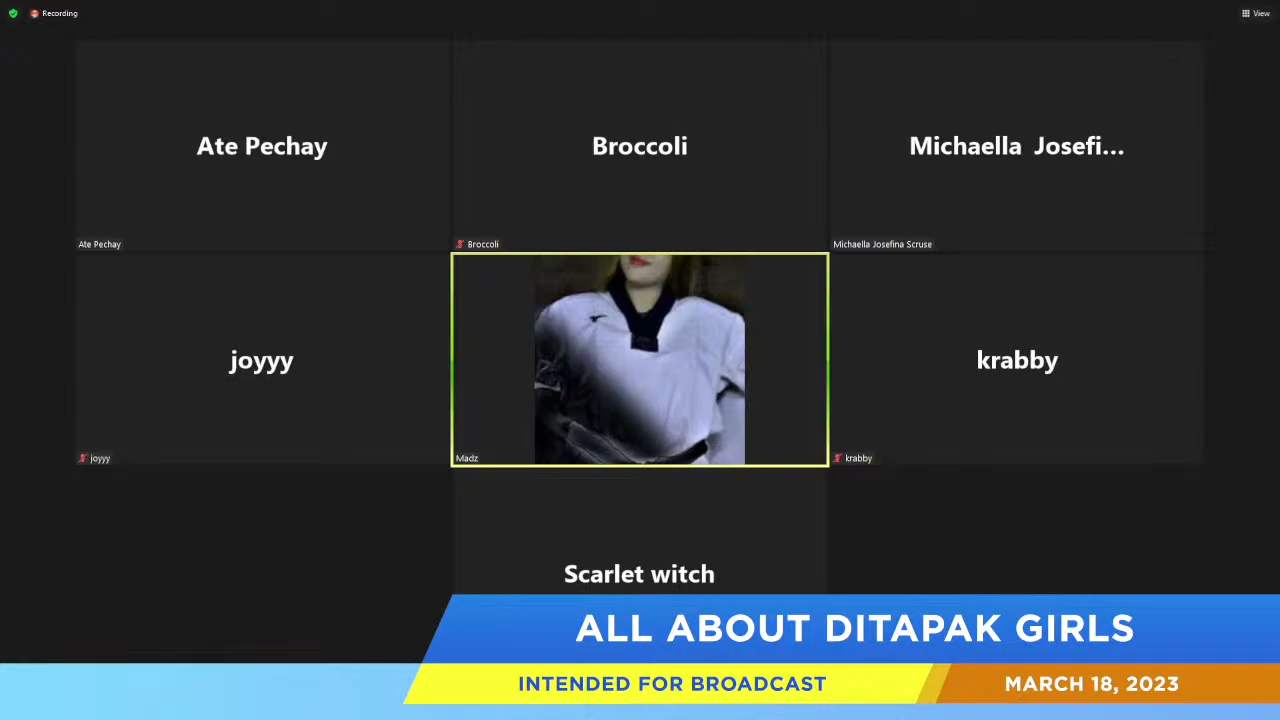 Recording
View
Ate Pechay
Broccoli
Michaella Josefi...
Ate Pechay
Broccoli
Michaella Josefina Scruse
joyyy
krabby
joyyy
Madz
krabby
Scarlet witch
ALL ABOUT DITAPAK GIRLS
INTENDED FOR BROADCAST
MARCH 18, 2023